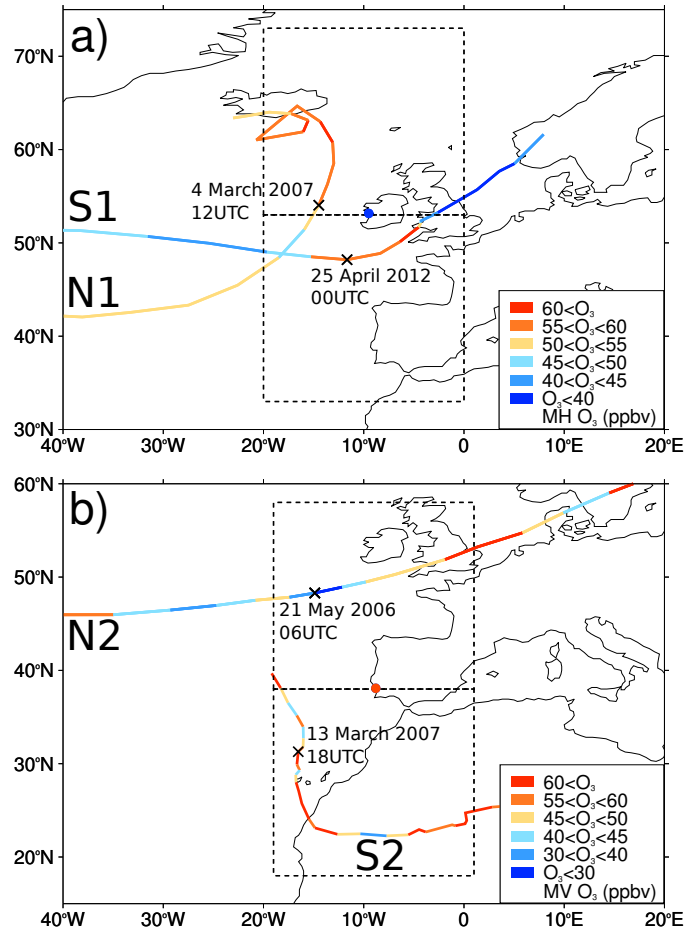 a)
70°N
60°N
50°N
40°N
30°N
4 March 2007
12UTC
S1
N1
25 April 2012
00UTC
60<O₃
55<O₃<60
50<O₃<55
45<O₃<50
40<O₃<45
O₃<40
MH O₃ (ppbv)
40°W 30°W 20°W 10°W 0° 10°E 20°E
b)
60°N
50°N
40°N
30°N
20°N
N2
21 May 2006
06UTC
13 March 2007
18UTC
S2
60<O₃
55<O₃<60
45<O₃<50
40<O₃<45
30<O₃<40
O₃<30
MV O₃ (ppbv)
40°W 30°W 20°W 10°W 0° 10°E 20°E